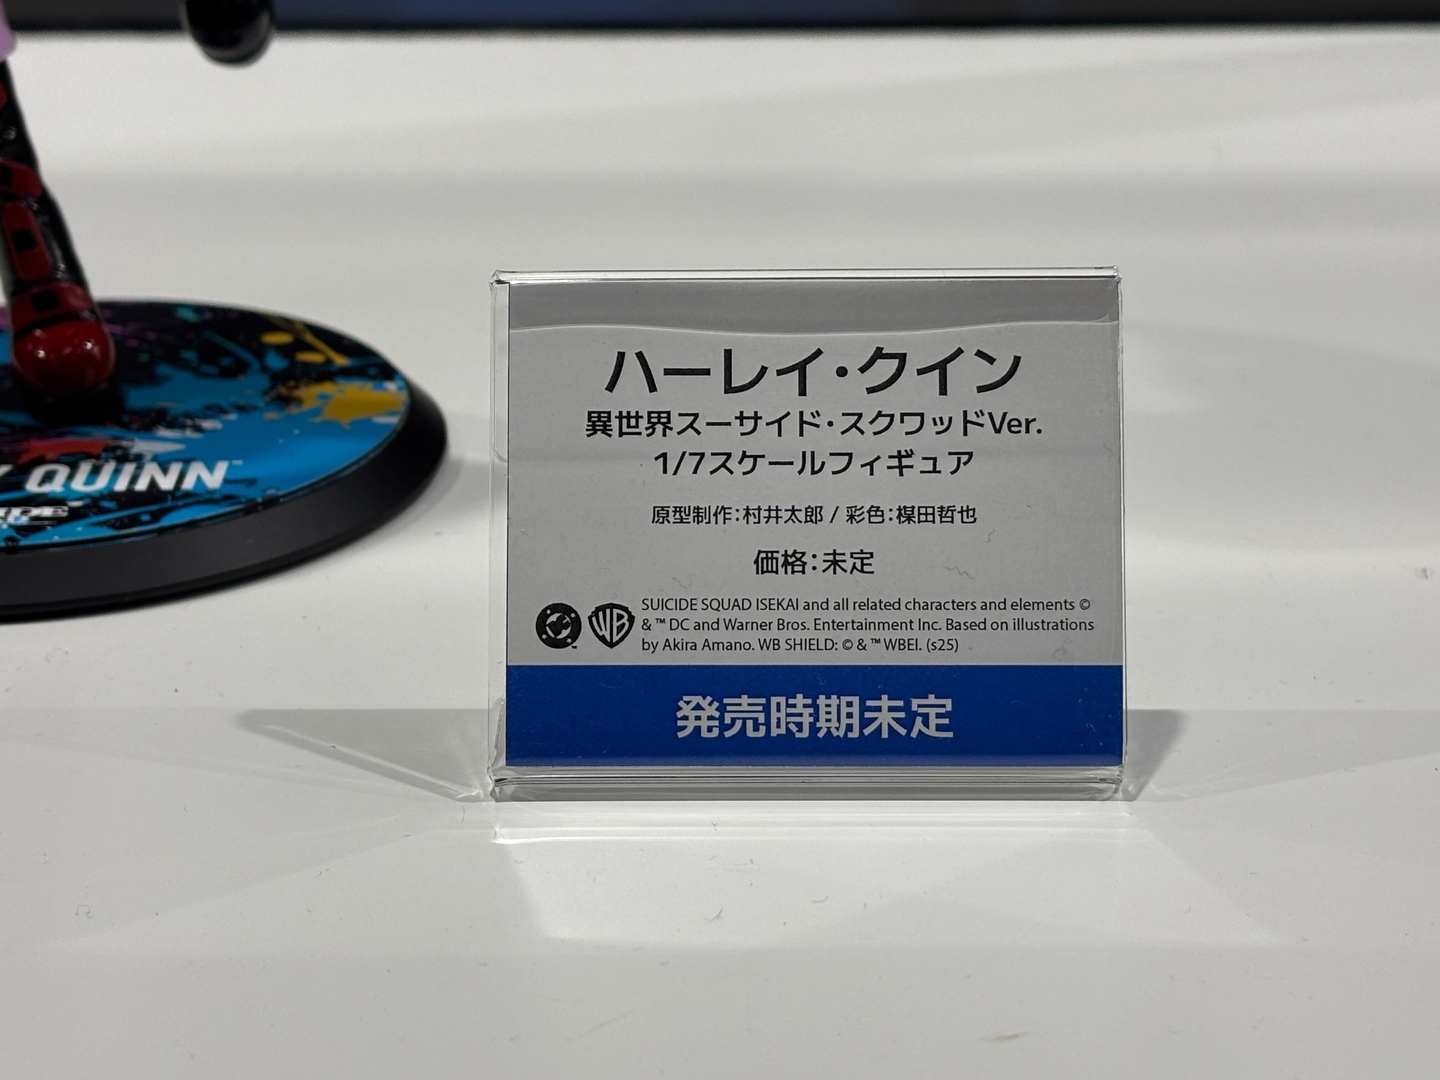 ハーレイ・クイン
異世界スーサイド・スクワッドVer.
1/7スケールフィギュア
原型制作：村井太郎 / 彩色：楳田哲也
価格：未定
WB
SUICIDE SQUAD ISEKAI and all related characters and elements ©
& ™ DC and Warner Bros. Entertainment Inc. Based on illustrations
by Akira Amano. WB SHIELD: © & ™ WBEI. (s25)
発売時期未定
QUINN™